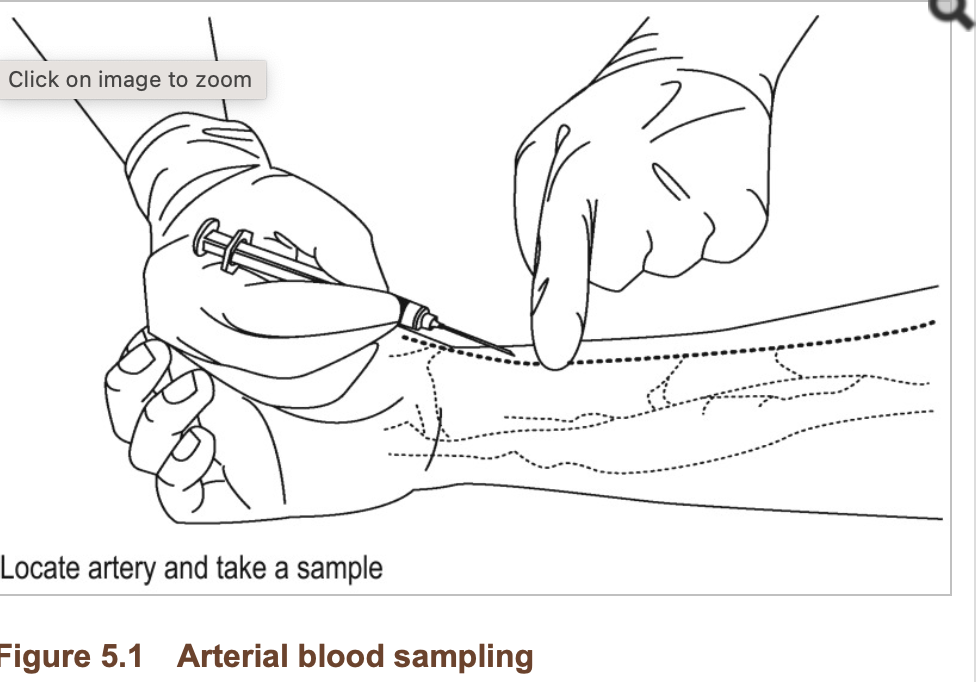 Click on image to zoom
Locate artery and take a sample
Figure 5.1 Arterial blood sampling